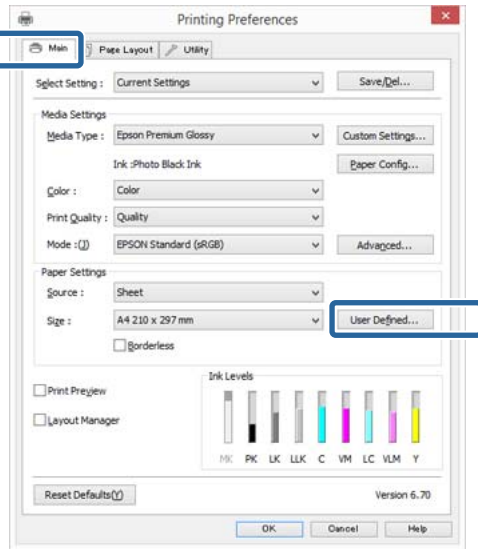 Printing Preferences
Main Page Layout Utility
Select Setting : Current Settings Save/Del...
Media Settings
Media Type : Epson Premium Glossy Custom Settings...
Ink :Photo Black Ink Paper Config...
Color : Color
Print Quality : Quality
Mode :(J) EPSON Standard (sRGB) Advanced...
Paper Settings
Source : Sheet
Size : A4 210 x 297 mm User Defined...
Borderless
Ink Levels
Print Preview
Layout Manager
MK PK LK LLK C VM LC VLM Y
Reset Defaults(Y) Version 6.70
OK Cancel Help